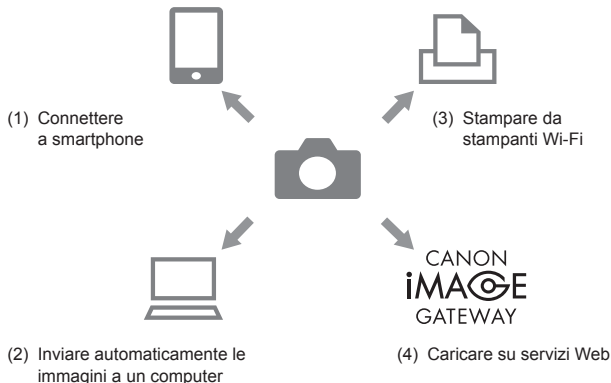 (1) Connettere
a smartphone
(3) Stampare da
stampanti Wi-Fi
CANON
iMAGE
GATEWAY
(2) Inviare automaticamente le
immagini a un computer
(4) Caricare su servizi Web